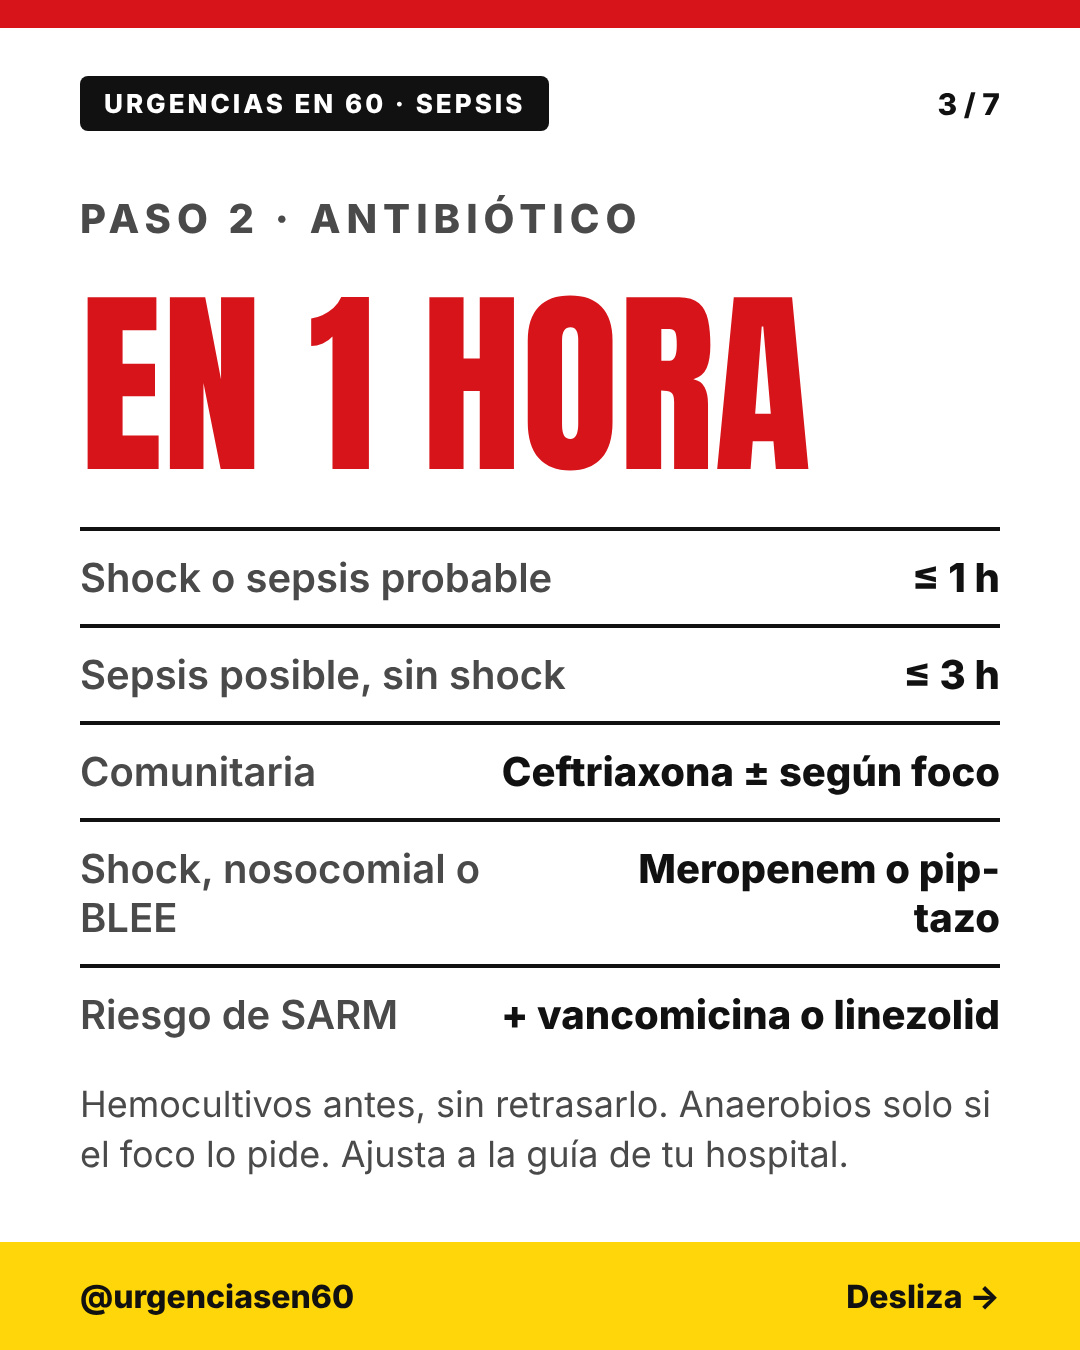 URGENCIAS EN 60 · SEPSIS
3 / 7
PASO 2 · ANTIBIÓTICO
EN 1 HORA
Shock o sepsis probable
≤ 1 h
Sepsis posible, sin shock
≤ 3 h
Comunitaria
Ceftriaxona ± según foco
Shock, nosocomial o
BLEE
Meropenem o pip-
tazo
Riesgo de SARM
+ vancomicina o linezolid
Hemocultivos antes, sin retrasarlo. Anaerobios solo si
el foco lo pide. Ajusta a la guía de tu hospital.
@urgenciasen60
Desliza →